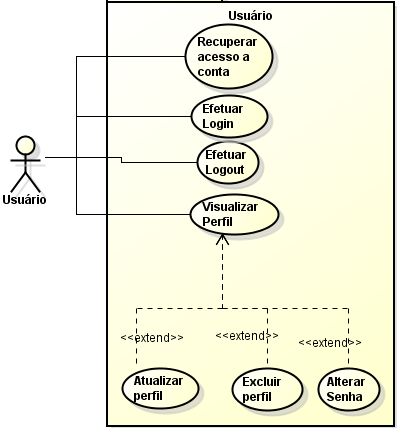 Usuário
Recuperar
acesso a
conta
Efetuar
Login
Efetuar
Logout
Usuário
Visualizar
Perfil
<<extend>>
<<extend>>
<<extend>>
Atualizar
perfil
Excluir
perfil
Alterar
Senha